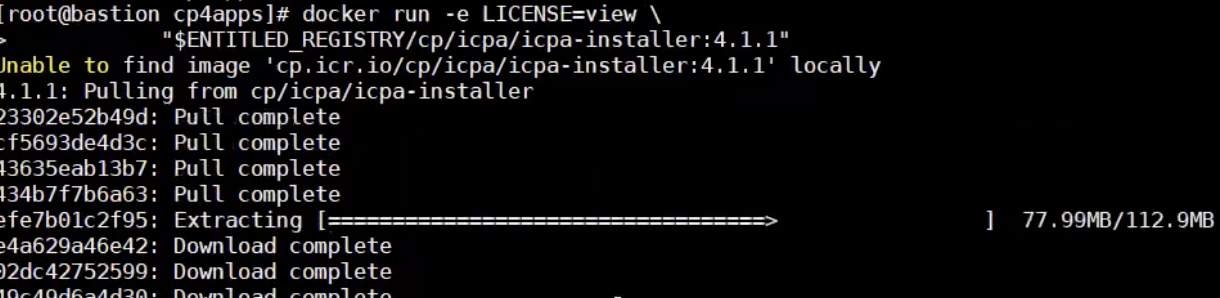 [root@bastion cp4apps]# docker run -e LICENSE=view \
> "$ENTITLED_REGISTRY/cp/icpa/icpa-installer:4.1.1"
Unable to find image 'cp.icr.io/cp/icpa/icpa-installer:4.1.1' locally
4.1.1: Pulling from cp/icpa/icpa-installer
23302e52b49d: Pull complete
cf5693de4d3c: Pull complete
43635eab13b7: Pull complete
434b7f7b6a63: Pull complete
efe7b01c2f95: Extracting [==================================> ] 77.99MB/112.9MB
e4a629a46e42: Download complete
02dc42752599: Download complete
49c49d6a4d30: Download complete